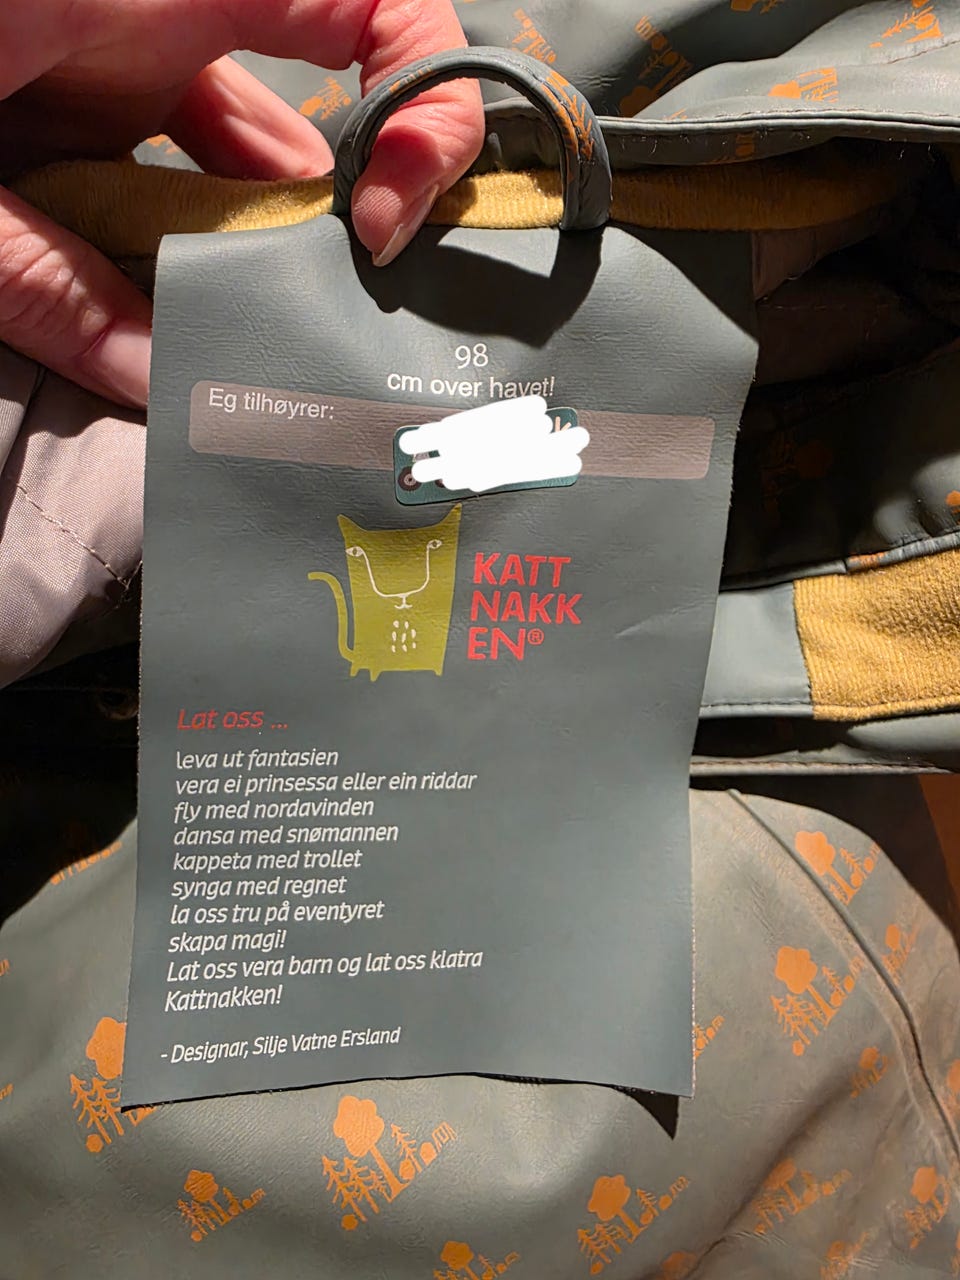 98
cm over havet!
Eg tilhøyrer:
KATT
NAKK
EN®
Lat oss ...
leva ut fantasien
vera ei prinsessa eller ein riddar
fly med nordavinden
dansa med snømannen
kappeta med trollet
synga med regnet
la oss tru på eventyret
skapa magi!
Lat oss vera barn og lat oss klatra
Kattnakken!
- Designar, Silje Vatne Ersland